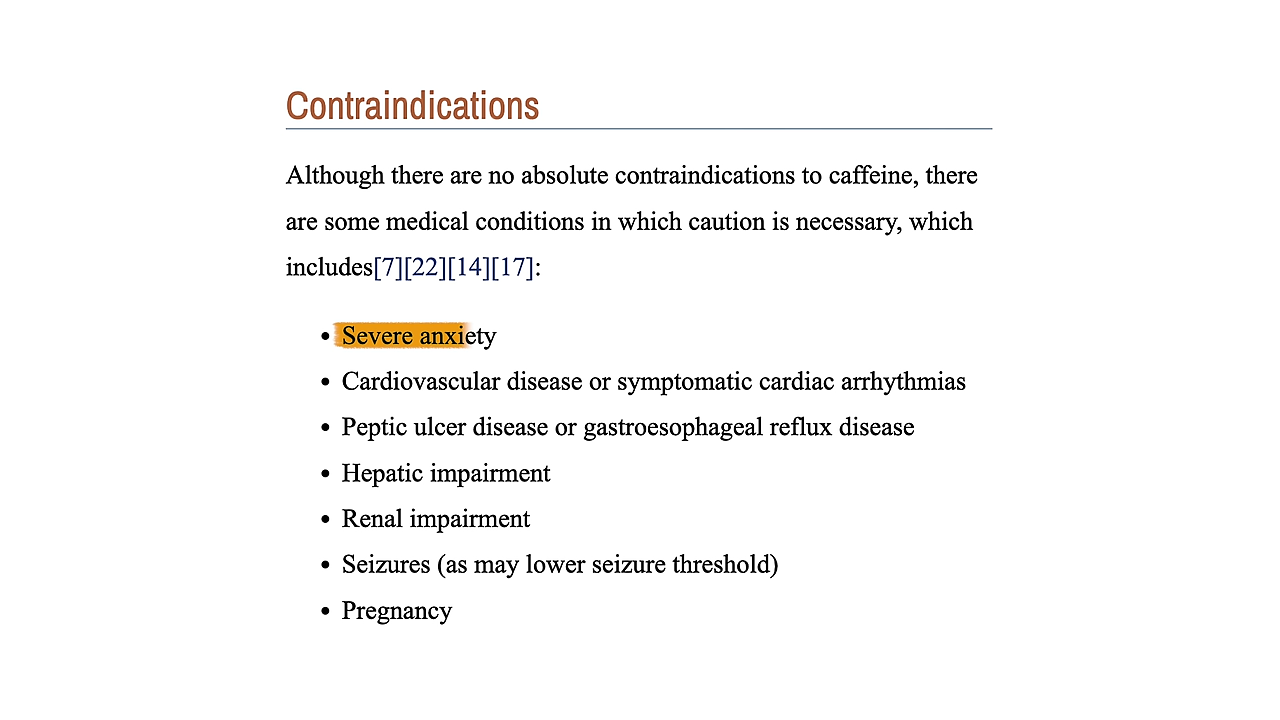 Contraindications
Although there are no absolute contraindications to caffeine, there
are some medical conditions in which caution is necessary, which
includes[7][22][14][17]:
• Severe anxiety
• Cardiovascular disease or symptomatic cardiac arrhythmias
• Peptic ulcer disease or gastroesophageal reflux disease
• Hepatic impairment
• Renal impairment
• Seizures (as may lower seizure threshold)
• Pregnancy